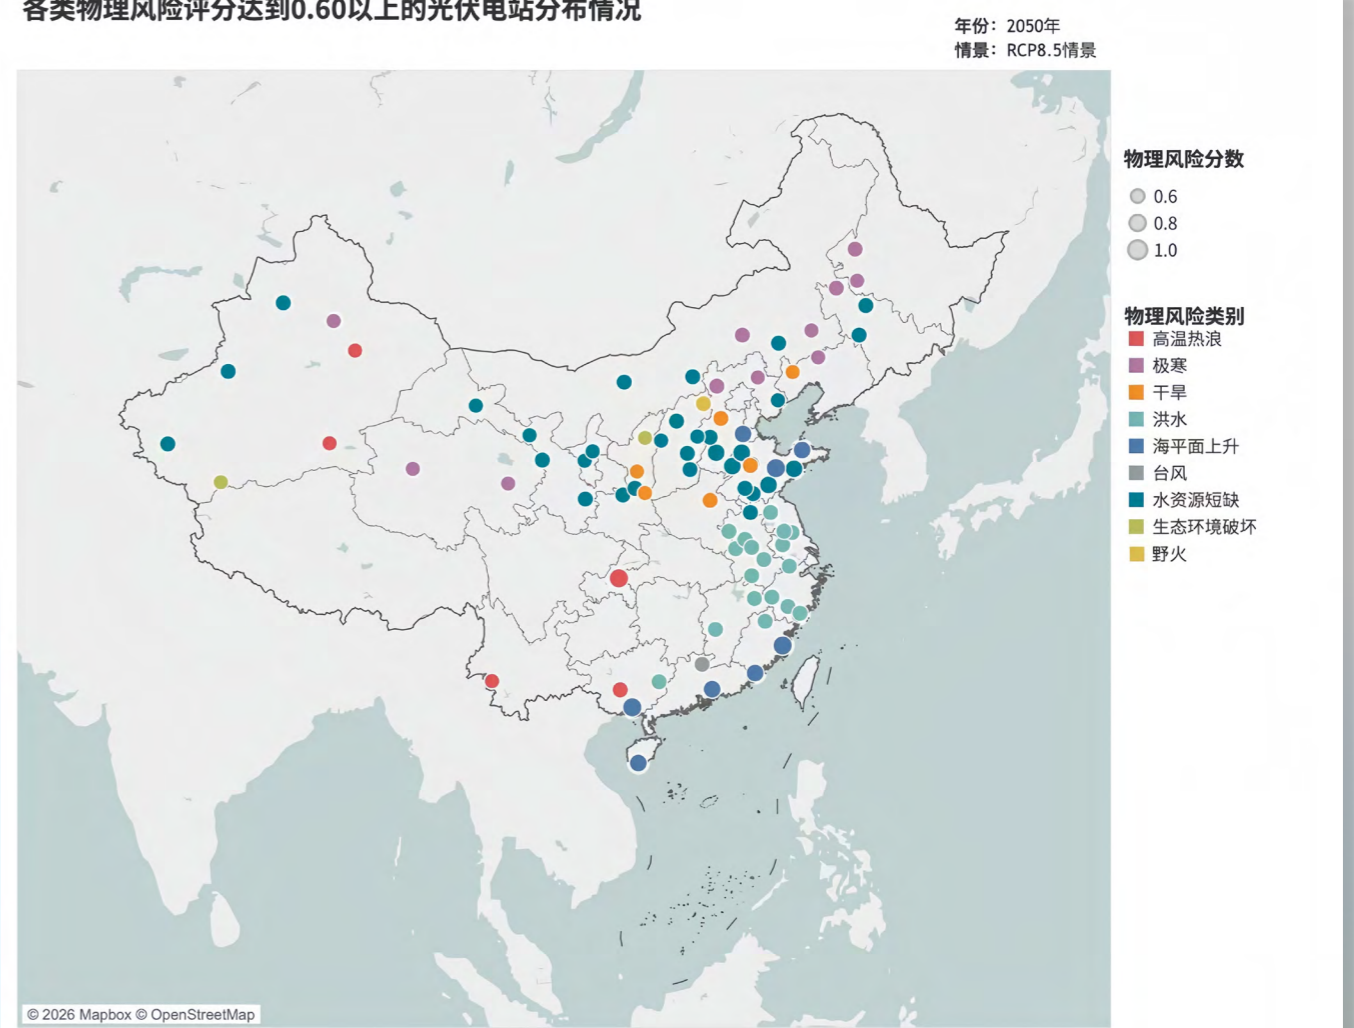 各类物理风险评分达到0.60以上的光伏电站分布情况
年份：2050年
情景：RCP8.5情景
物理风险分数
0.6
0.8
1.0
物理风险类别
高温热浪
极寒
干旱
洪水
海平面上升
台风
水资源短缺
生态环境破坏
野火
© 2026 Mapbox © OpenStreetMap